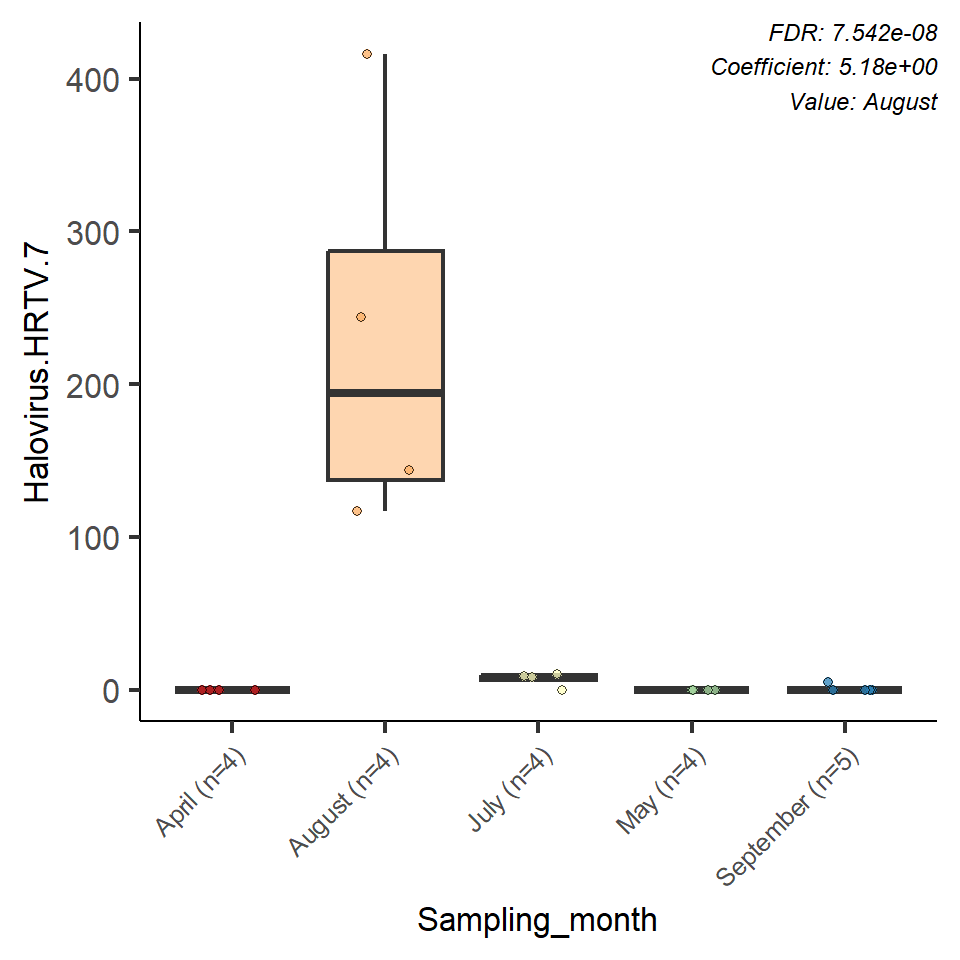 FDR: 7.542e-08
Coefficient: 5.18e+00
Value: August
Halovirus.HRTV.7
400
300
200
100
0
April (n=4)
August (n=4)
July (n=4)
May (n=4)
September (n=5)
Sampling_month